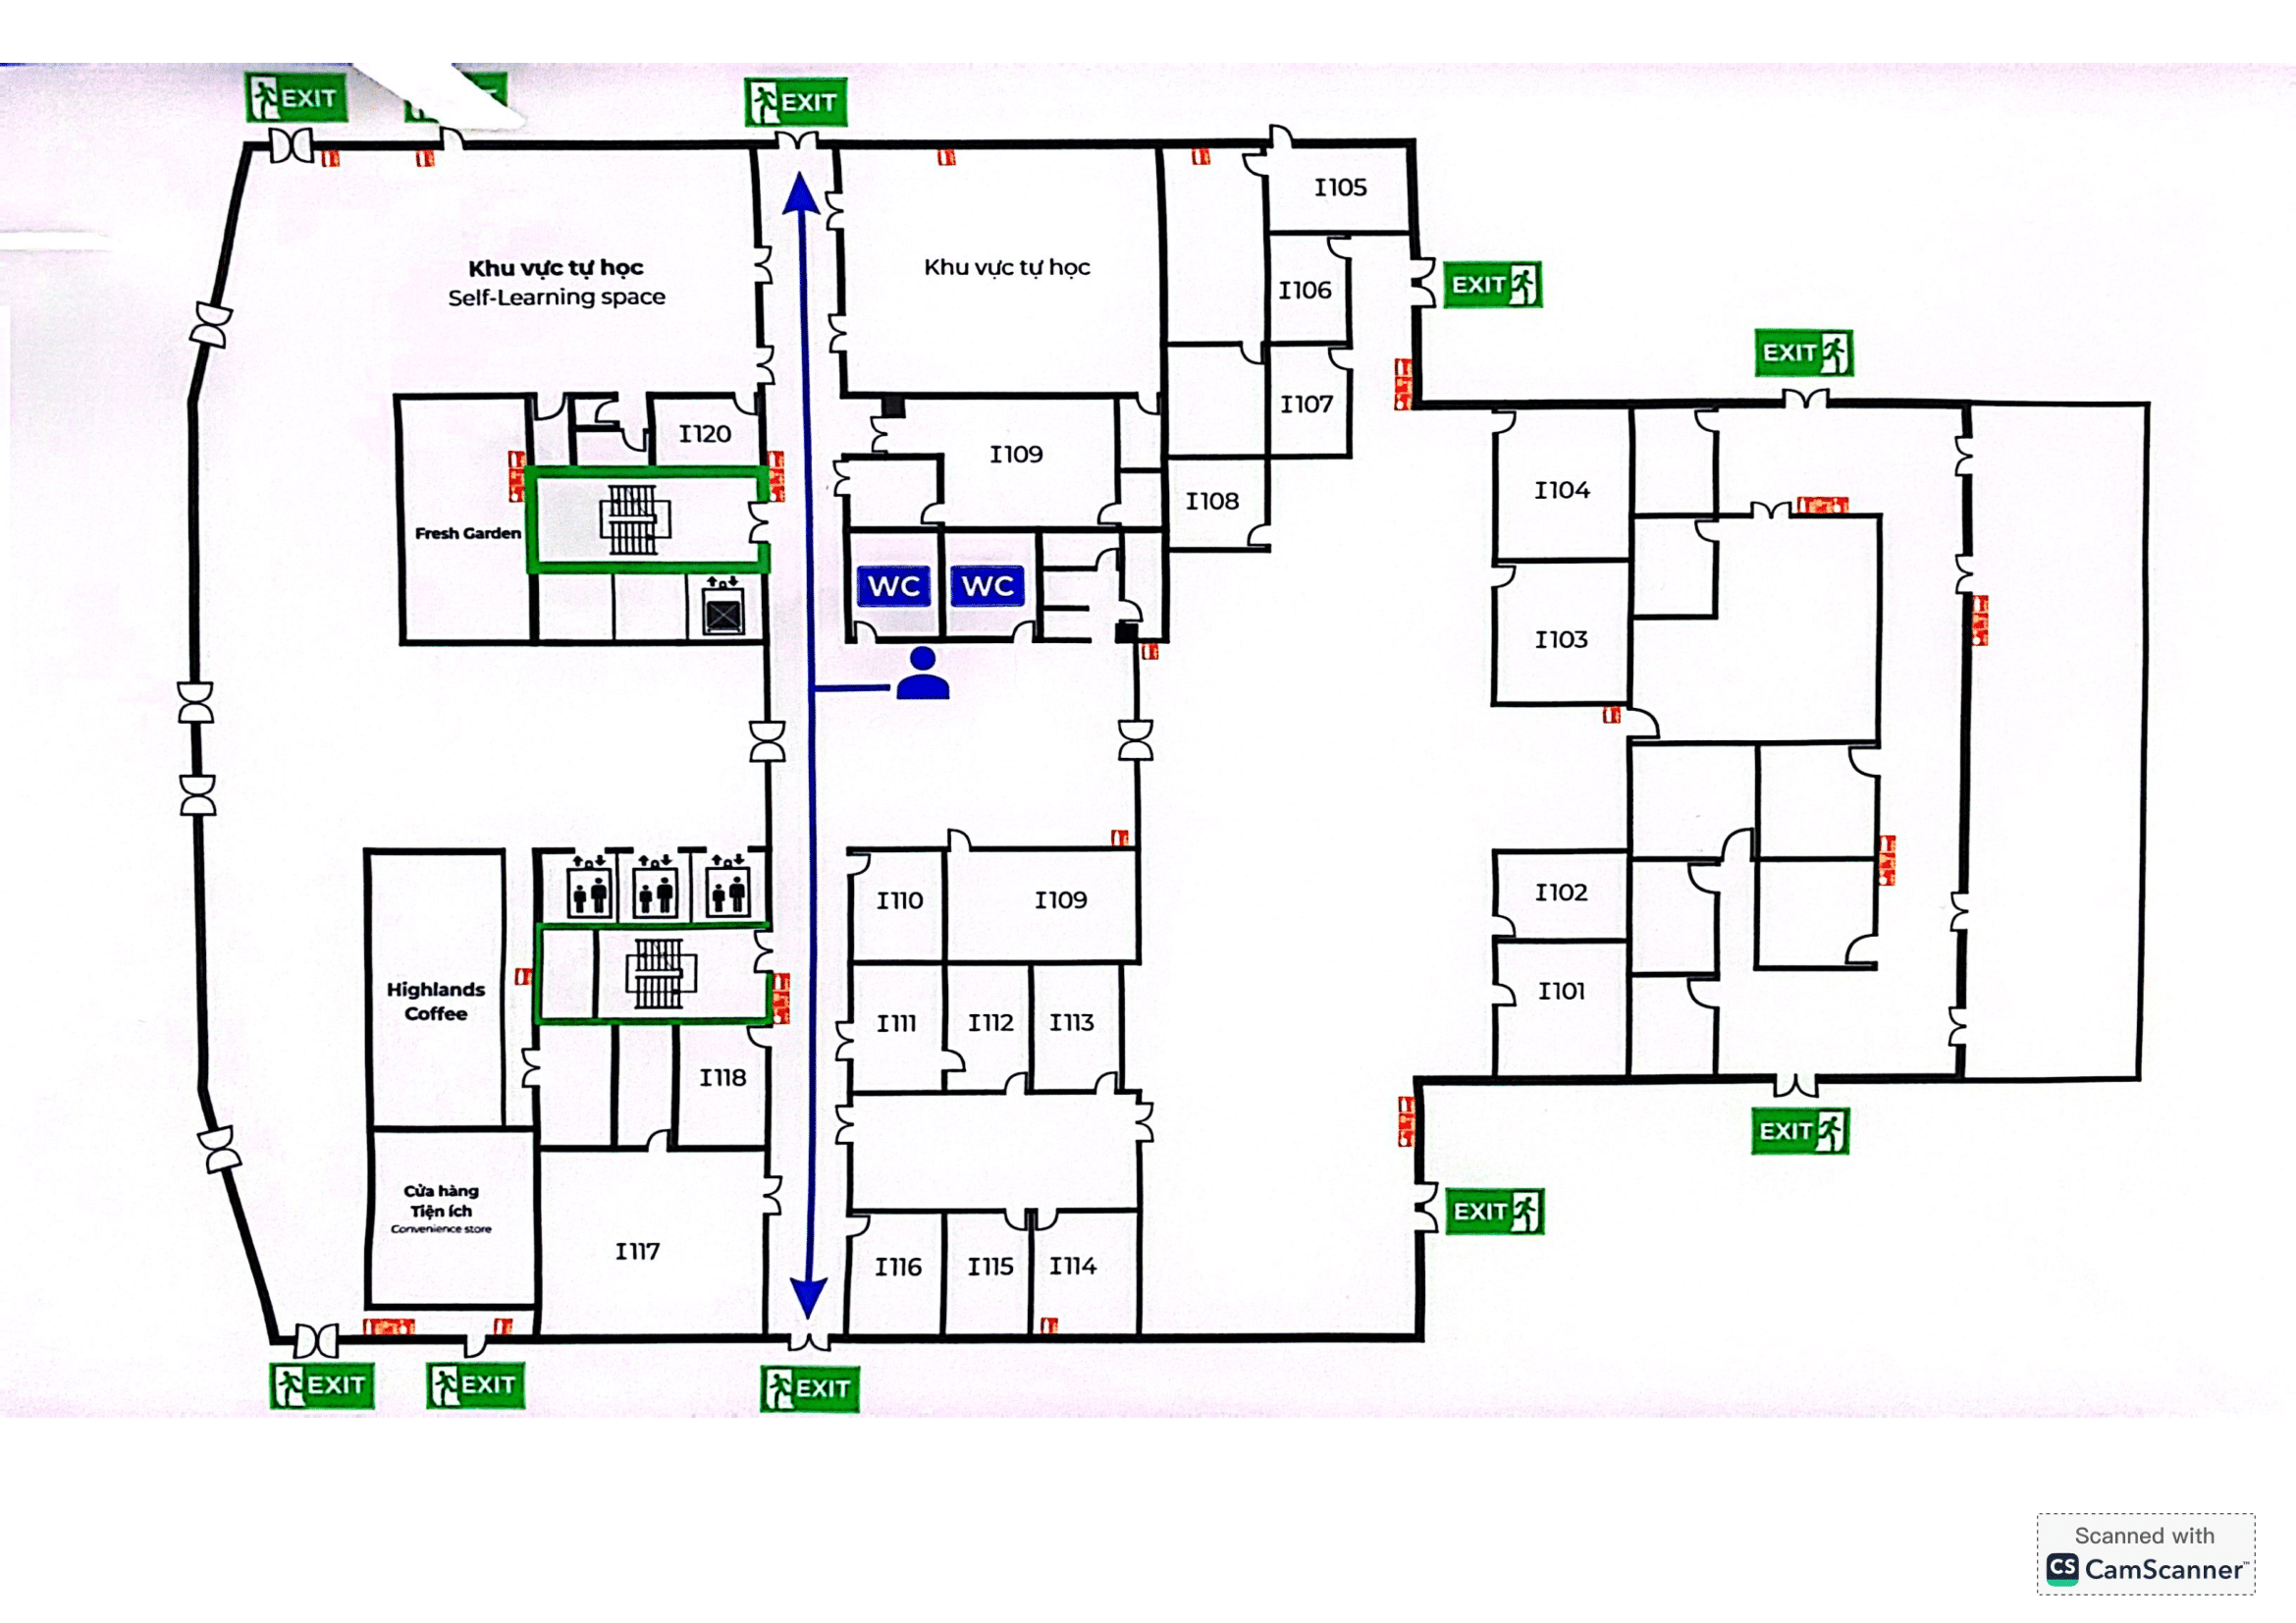 EXIT
EXIT
I105
Khu vực tự học
Self-Learning space
Khu vực tự học
I106
EXIT
EXIT
I120
I109
I107
I104
I108
Fresh Garden
WC
WC
I103
I110
I109
I102
Highlands
Coffee
I111
I112
I113
I101
I118
EXIT
Cửa hàng
Tiện ích
Convenience store
EXIT
I117
I116
I115
I114
EXIT
EXIT
EXIT
Scanned with
CS CamScanner™